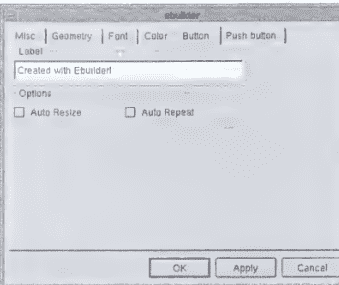 ebuilder
Misc Geometry Font Color Button Push button
Label
Created with Ebuilder!
Options
Auto Resize Auto Repeat
OK Apply Cancel